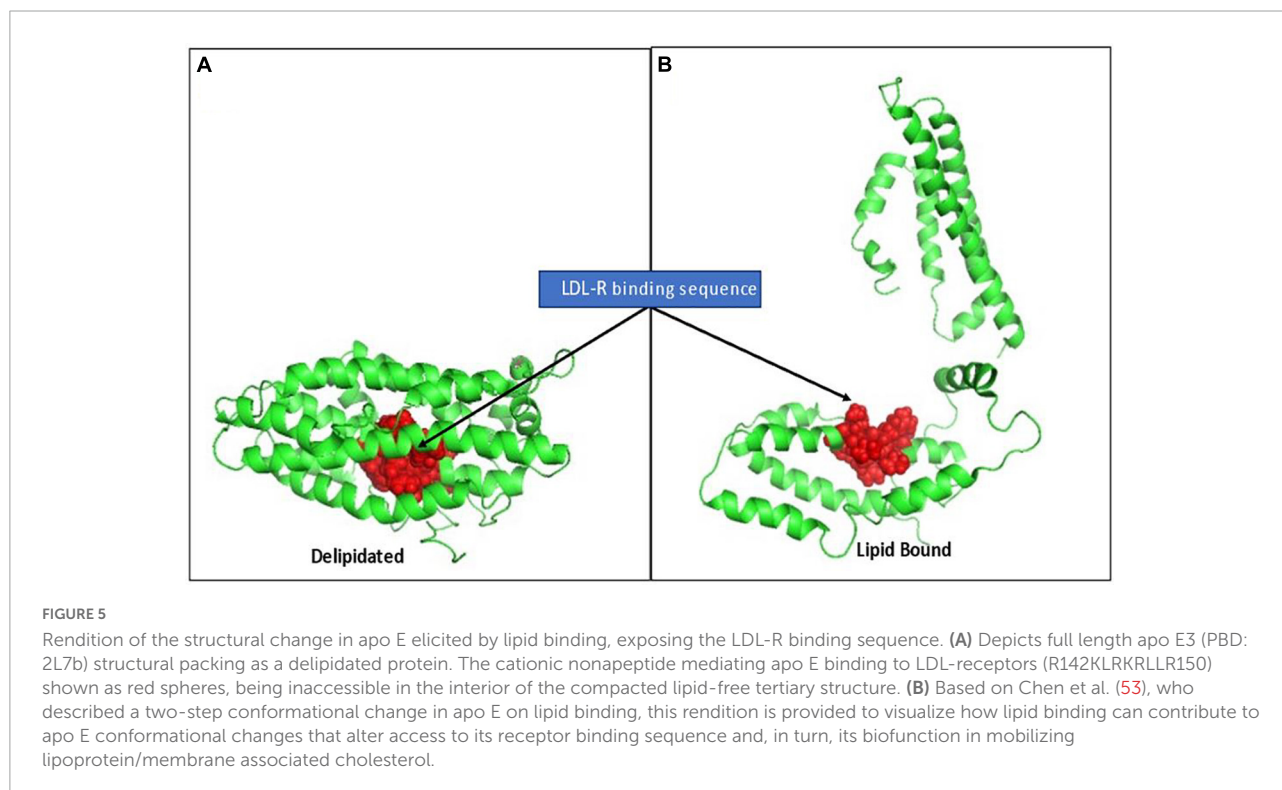 A
B
LDL-R binding sequence
Delipidated
Lipid Bound
FIGURE 5
Rendition of the structural change in apo E elicited by lipid binding, exposing the LDL-R binding sequence. (A) Depicts full length apo E3 (PBD:
2L7b) structural packing as a delipidated protein. The cationic nonapeptide mediating apo E binding to LDL-receptors (R142KLRKRLLR150)
shown as red spheres, being inaccessible in the interior of the compacted lipid-free tertiary structure. (B) Based on Chen et al. (53), who
described a two-step conformational change in apo E on lipid binding, this rendition is provided to visualize how lipid binding can contribute to
apo E conformational changes that alter access to its receptor binding sequence and, in turn, its biofunction in mobilizing
lipoprotein/membrane associated cholesterol.